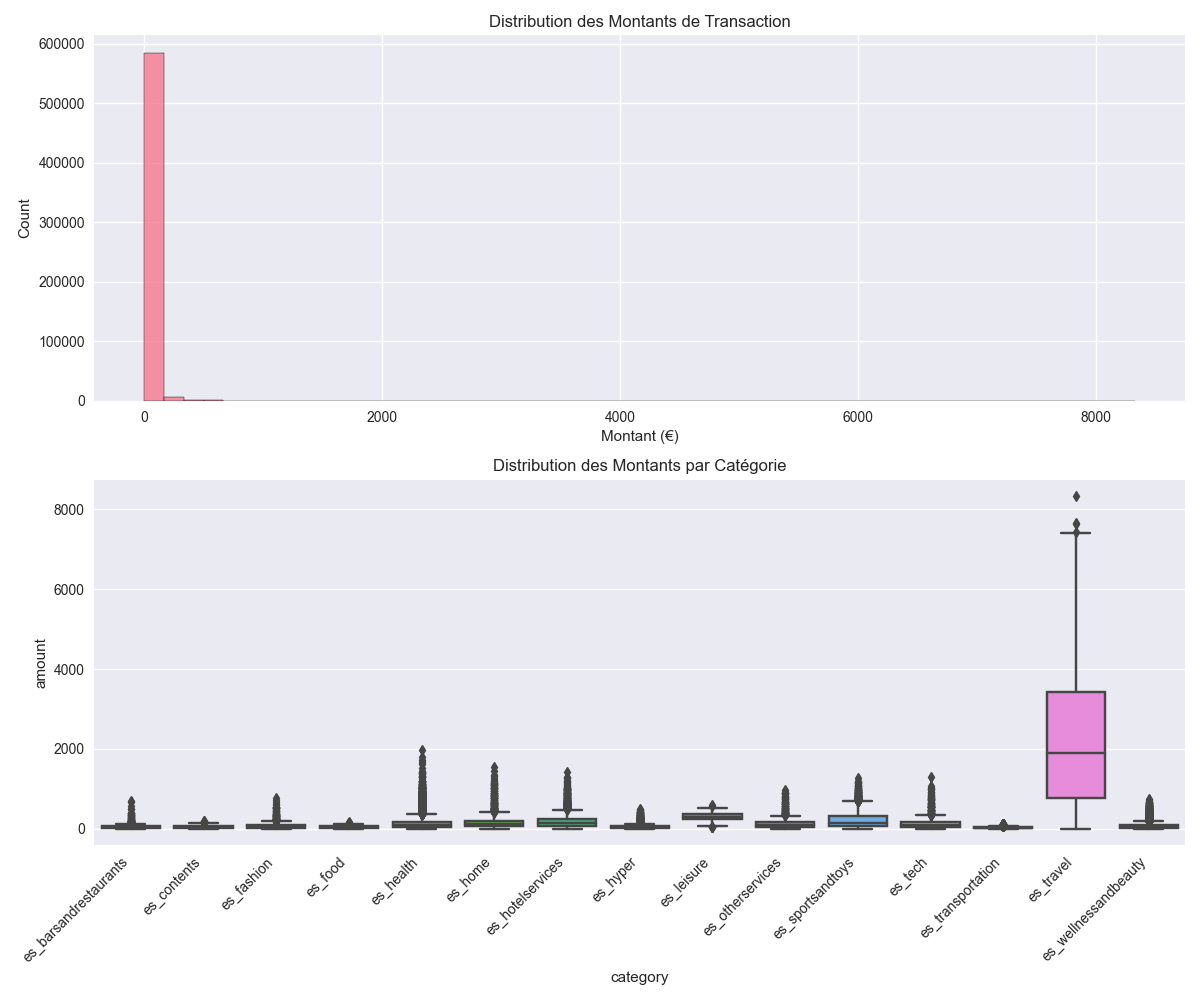 Distribution des Montants de Transaction
600000
500000
400000
300000
200000
100000
0
Count
0 2000 4000 6000 8000
Montant (€)
Distribution des Montants par Catégorie
8000
6000
4000
2000
0
amount
es_barsandrestaurants
es_contents
es_fashion
es_food
es_health
es_home
es_hotelservices
es_hyper
es_leisure
es_otherservices
es_sportsandtoys
es_tech
es_transportation
es_travel
es_wellnessandbeauty
category